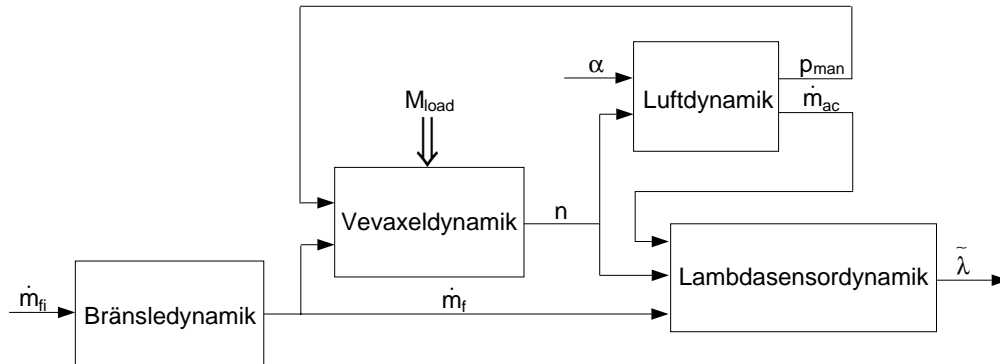 α
p_man
Luftdynamik
ṁ_ac
M_load
Vevaxeldynamik
n
Lambdasensordynamik
λ̃
ṁ_fi
Bränsledynamik
ṁ_f